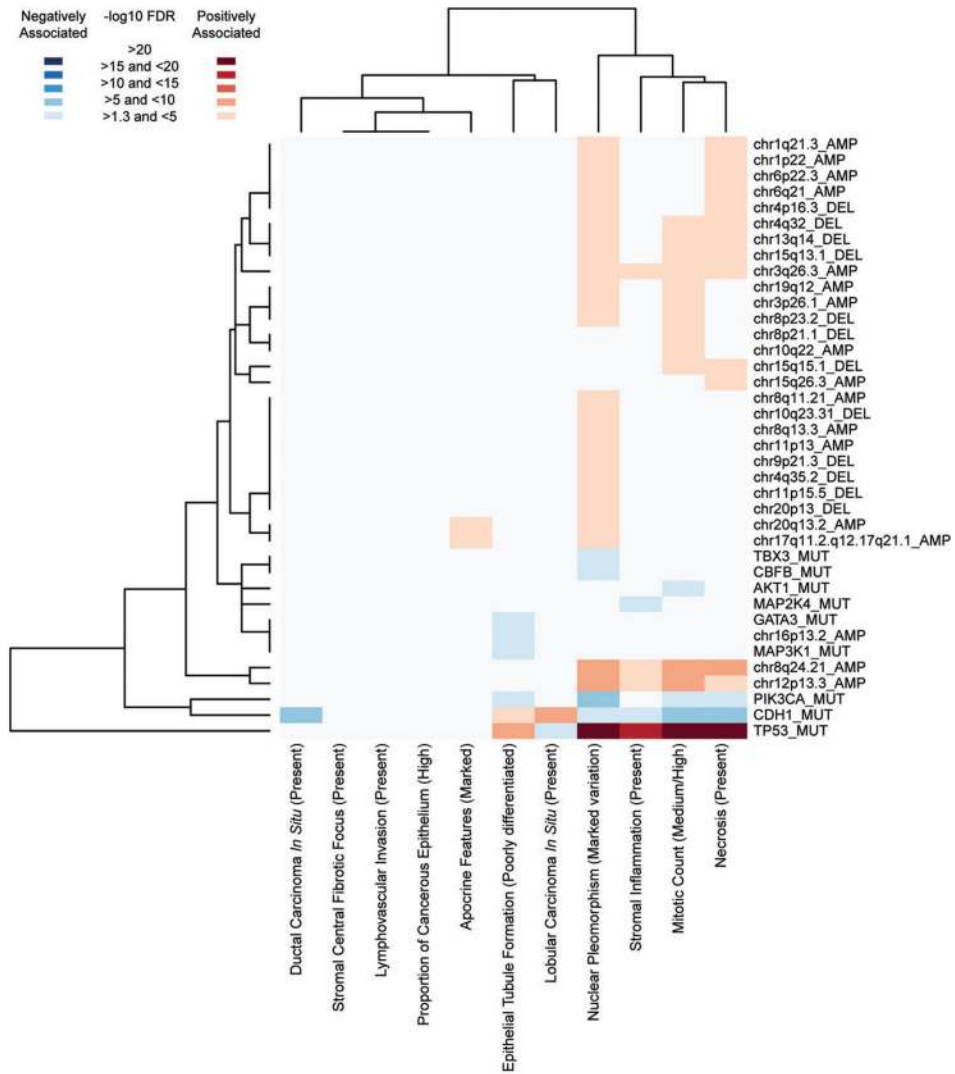 Negatively Associated
-log10 FDR
Positively Associated
>20
>15 and <20
>10 and <15
>5 and <10
>1.3 and <5
chr1q21.3_AMP
chr1p22_AMP
chr6p22.3_AMP
chr6q21_AMP
chr4p16.3_DEL
chr4q32_DEL
chr13q14_DEL
chr15q13.1_DEL
chr3q26.3_AMP
chr19q12_AMP
chr3p26.1_AMP
chr8p23.2_DEL
chr8p21.1_DEL
chr10q22_AMP
chr15q15.1_DEL
chr15q26.3_AMP
chr8q11.21_AMP
chr10q23.31_DEL
chr8q13.3_AMP
chr11p13_AMP
chr9p21.3_DEL
chr4q35.2_DEL
chr11p15.5_DEL
chr20p13_DEL
chr20q13.2_AMP
chr17q11.2.q12.17q21.1_AMP
TBX3_MUT
CBFB_MUT
AKT1_MUT
MAP2K4_MUT
GATA3_MUT
chr16p13.2_AMP
MAP3K1_MUT
chr8q24.21_AMP
chr12p13.3_AMP
PIK3CA_MUT
CDH1_MUT
TP53_MUT
Ductal Carcinoma In Situ (Present)
Stromal Central Fibrotic Focus (Present)
Lymphovascular Invasion (Present)
Proportion of Cancerous Epithelium (High)
Apocrine Features (Marked)
Epithelial Tubule Formation (Poorly differentiated)
Lobular Carcinoma In Situ (Present)
Nuclear Pleomorphism (Marked variation)
Stromal Inflammation (Present)
Mitotic Count (Medium/High)
Necrosis (Present)